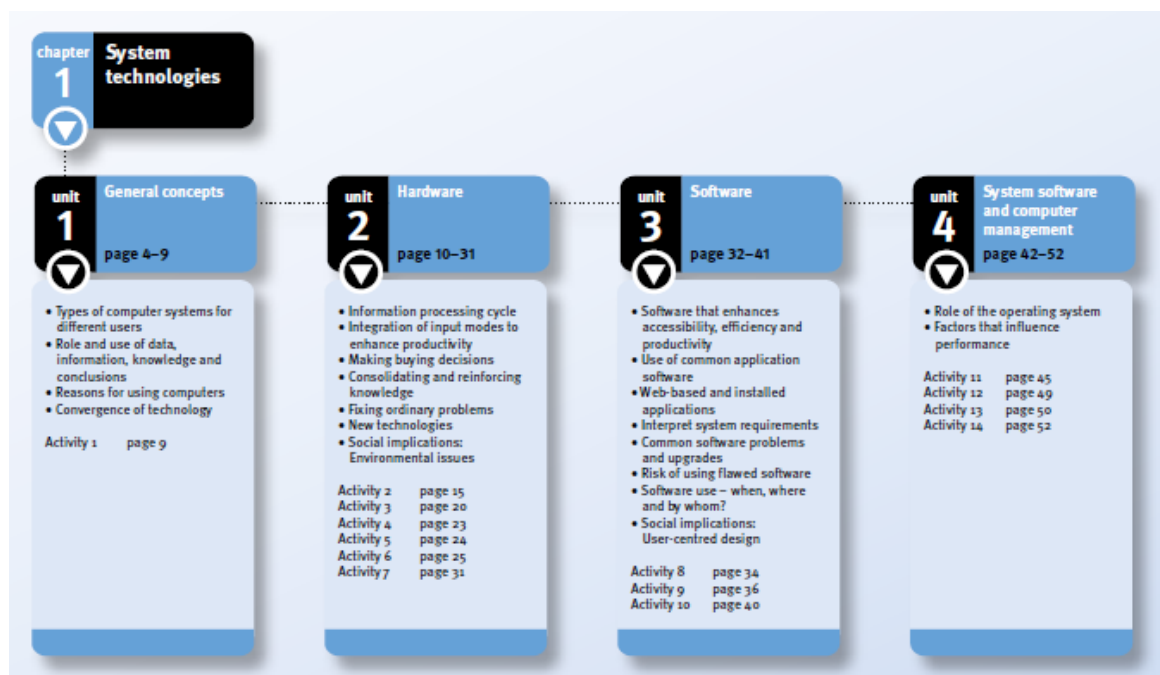 chapter
1
System
technologies
unit
1
General concepts
page 4–9
• Types of computer systems for
different users
• Role and use of data,
information, knowledge and
conclusions
• Reasons for using computers
• Convergence of technology
Activity 1 page 9
unit
2
Hardware
page 10–31
• Information processing cycle
• Integration of input modes to
enhance productivity
• Making buying decisions
• Consolidating and reinforcing
knowledge
• Fixing ordinary problems
• New technologies
• Social implications:
Environmental issues
Activity 2 page 15
Activity 3 page 20
Activity 4 page 23
Activity 5 page 24
Activity 6 page 25
Activity 7 page 31
unit
3
Software
page 32–41
• Software that enhances
accessibility, efficiency and
productivity
• Use of common application
software
• Web-based and installed
applications
• Interpret system requirements
• Common software problems
and upgrades
• Risk of using flawed software
• Software use – when, where
and by whom?
• Social implications:
User-centred design
Activity 8 page 34
Activity 9 page 36
Activity 10 page 40
unit
4
System software
and computer
management
page 42–52
• Role of the operating system
• Factors that influence
performance
Activity 11 page 45
Activity 12 page 49
Activity 13 page 50
Activity 14 page 52